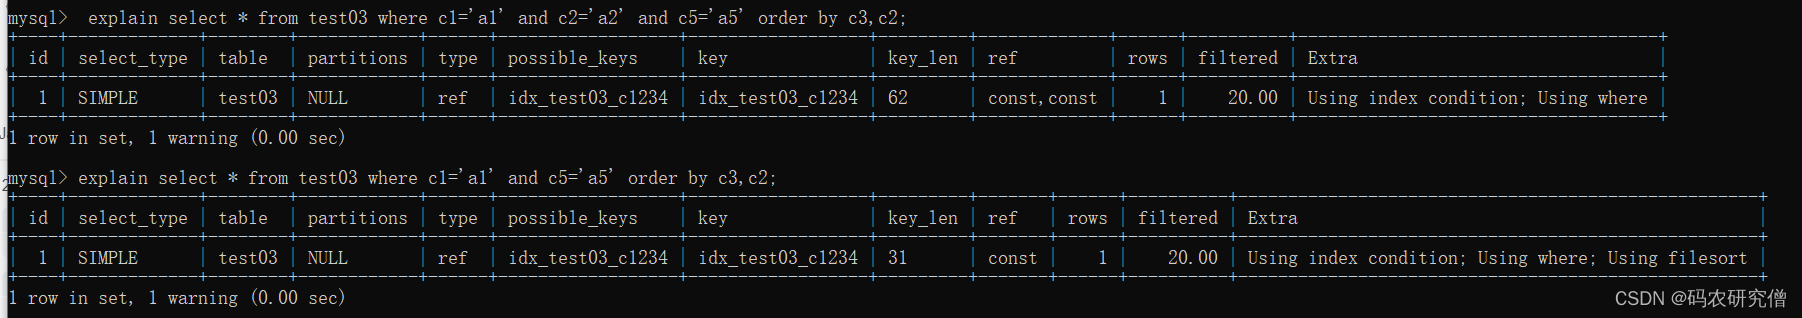 mysql>  explain select * from test03 where c1='a1' and c2='a2' and c5='a5' order by c3,c2;
+----+-------------+--------+------------+------+------------------+------------------+---------+-------------+------+----------+------------------------------------+
| id | select_type | table  | partitions | type | possible_keys    | key              | key_len | ref         | rows | filtered | Extra                              |
+----+-------------+--------+------------+------+------------------+------------------+---------+-------------+------+----------+------------------------------------+
|  1 | SIMPLE      | test03 | NULL       | ref  | idx_test03_c1234 | idx_test03_c1234 | 62      | const,const |    1 |    20.00 | Using index condition; Using where |
+----+-------------+--------+------------+------+------------------+------------------+---------+-------------+------+----------+------------------------------------+
1 row in set, 1 warning (0.00 sec)
mysql> explain select * from test03 where c1='a1' and c5='a5' order by c3,c2;
+----+-------------+--------+------------+------+------------------+------------------+---------+-------+------+----------+----------------------------------------------------+
| id | select_type | table  | partitions | type | possible_keys    | key              | key_len | ref   | rows | filtered | Extra                                              |
+----+-------------+--------+------------+------+------------------+------------------+---------+-------+------+----------+----------------------------------------------------+
|  1 | SIMPLE      | test03 | NULL       | ref  | idx_test03_c1234 | idx_test03_c1234 | 31      | const |    1 |    20.00 | Using index condition; Using where; Using filesort |
+----+-------------+--------+------------+------+------------------+------------------+---------+-------+------+----------+----------------------------------------------------+
1 row in set, 1 warning (0.00 sec)
CSDN @码农研究僧